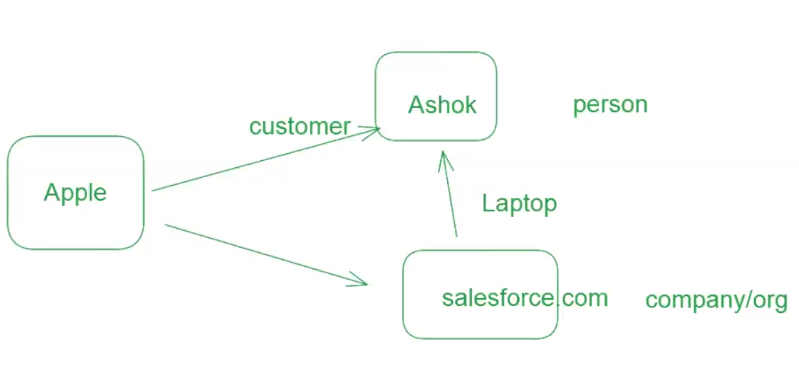 Ashok
person
customer
Apple
Laptop
salesforce.com
company/org